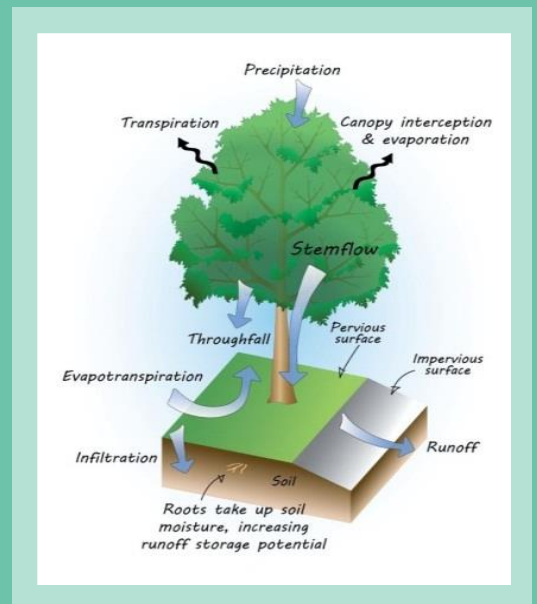 Precipitation
Transpiration
Canopy interception
& evaporation
Stemflow
Throughfall
Pervious
surface
Impervious
surface
Evapotranspiration
Infiltration
Runoff
Soil
Roots take up soil
moisture, increasing
runoff storage potential